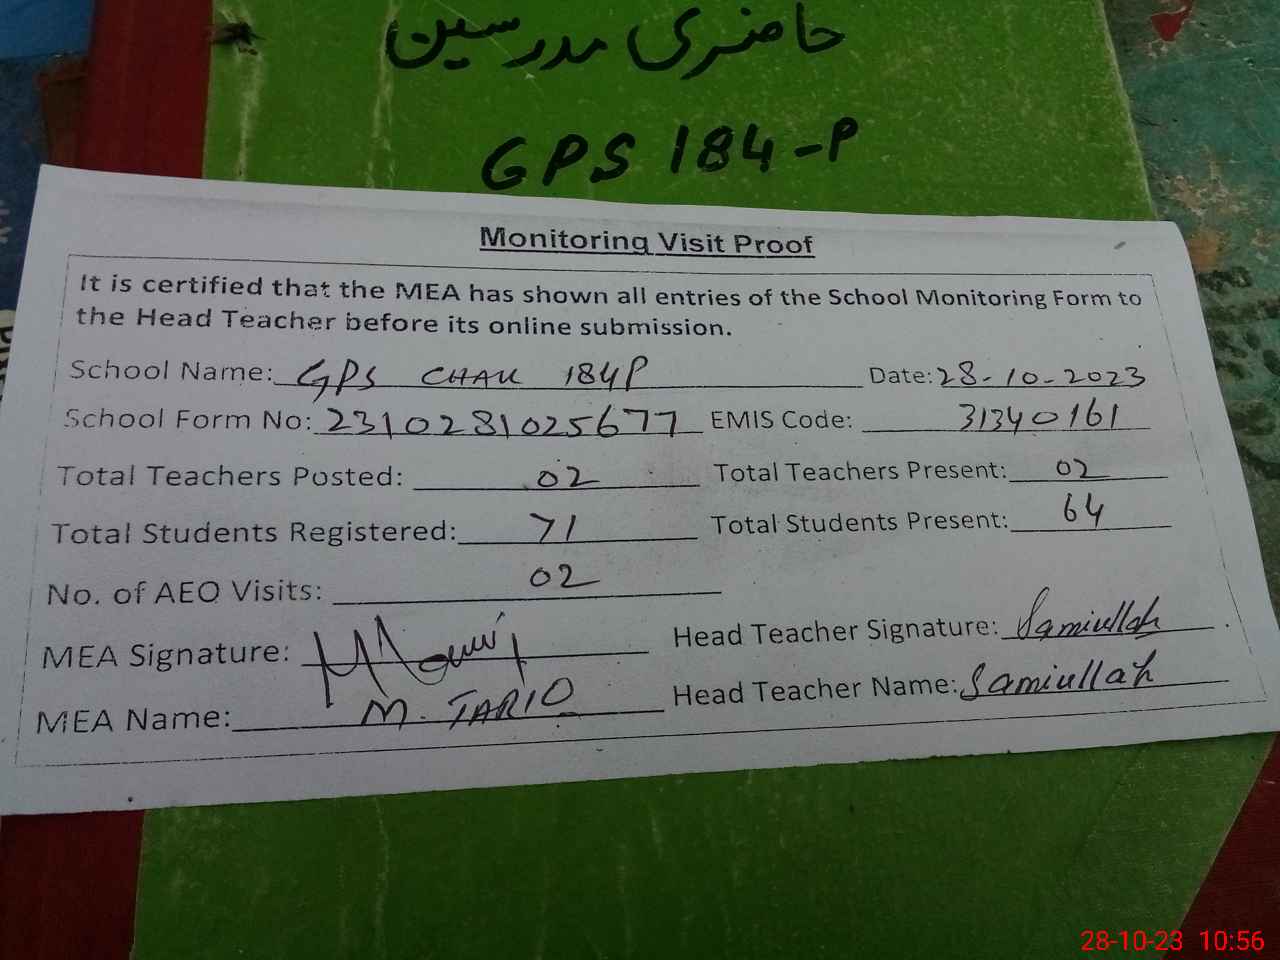 حاضری مدرسین
GPS 184-P
Monitoring Visit Proof
It is certified that the MEA has shown all entries of the School Monitoring Form to
the Head Teacher before its online submission.
School Name: GPS CHAK 184P Date: 28-10-2023
School Form No: 2310281025677 EMIS Code: 31340161
Total Teachers Posted: 02 Total Teachers Present: 02
Total Students Registered: 71 Total Students Present: 64
No. of AEO Visits: 02
MEA Signature: Head Teacher Signature: Samiullah
MEA Name: M. TARIQ Head Teacher Name: Samiullah
28-10-23 10:56